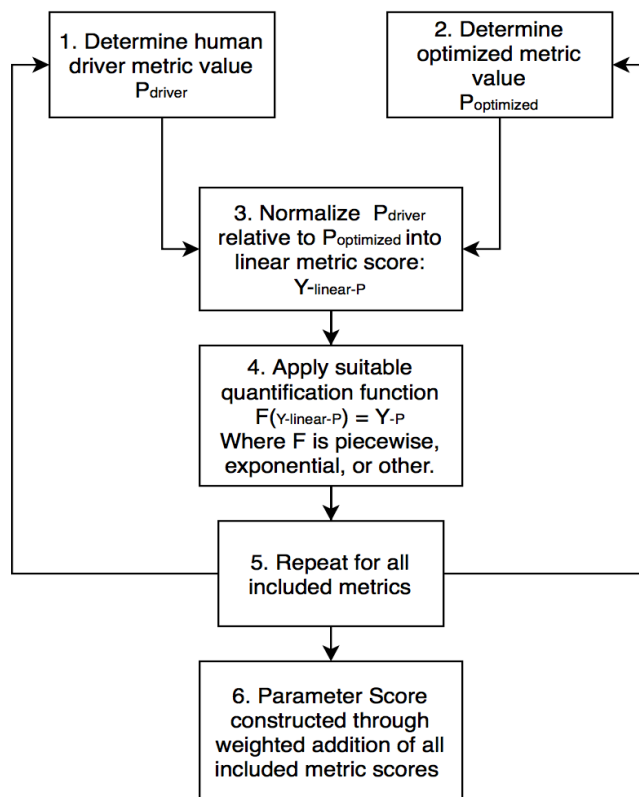 1. Determine human
driver metric value
Pdriver
2. Determine
optimized metric
value
Poptimized
3. Normalize Pdriver
relative to Poptimized into
linear metric score:
Y-linear-P
4. Apply suitable
quantification function
F(Y-linear-P) = Y-P
Where F is piecewise,
exponential, or other.
5. Repeat for all
included metrics
6. Parameter Score
constructed through
weighted addition of all
included metric scores